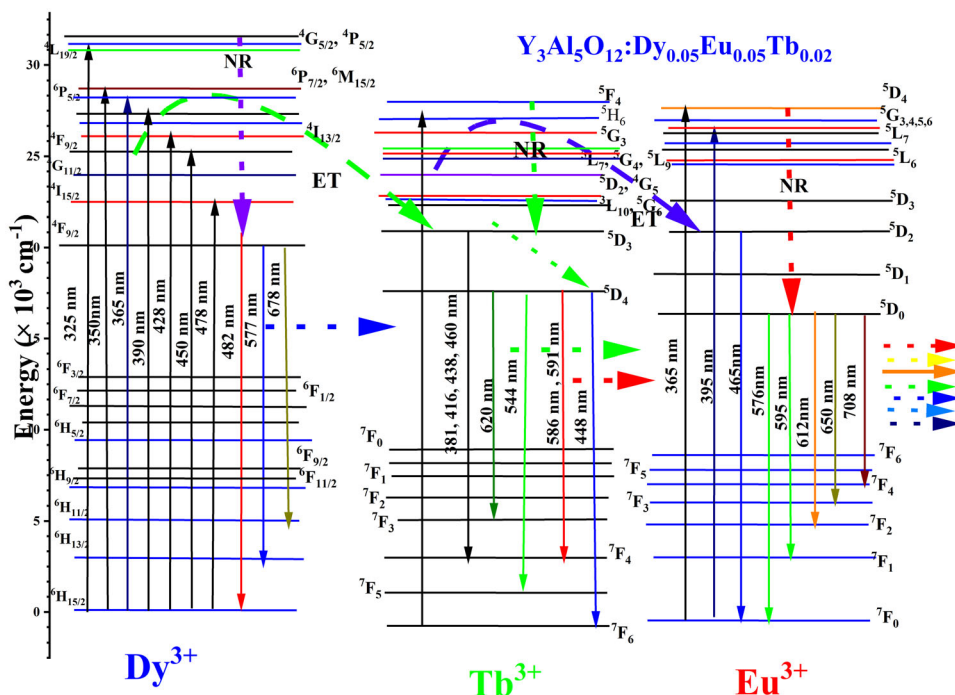 Y₃Al₅O₁₂:Dy₀.₀₅Eu₀.₀₅Tb₀.₀₂
Energy (× 10³ cm⁻¹)
30
25
20
15
10
5
0
⁴G₅/₂, ⁴P₅/₂
⁴L₁₉/₂
NR
⁶P₇/₂, ⁶M₁₅/₂
⁶P₅/₂
⁴I₁₃/₂
⁴F₉/₂
G₁₁/₂
ET
⁴I₁₅/₂
⁴F₉/₂
325 nm
350nm
365 nm
390 nm
428 nm
450 nm
478 nm
482 nm
577 nm
678 nm
⁶F₃/₂
⁶F₁/₂
⁶F₇/₂
⁶H₅/₂
⁶F₉/₂
⁶H₉/₂
⁶F₁₁/₂
⁶H₁₁/₂
⁶H₁₃/₂
⁶H₁₅/₂
Dy³⁺
⁵F₄
⁵H₆
⁵G₃
NR
⁵L₇, ⁵G₄, ⁵L₉
⁵D₂, ⁴G₅
³L₁₀, ⁵G₆
ET
⁵D₃
⁵D₄
381, 416, 438, 460 nm
620 nm
544 nm
586 nm , 591 nm
448 nm
⁷F₀
⁷F₁
⁷F₂
⁷F₃
⁷F₄
⁷F₅
⁷F₆
Tb³⁺
⁵D₄
⁵G₃,₄,₅,₆
⁵L₇
⁵L₆
NR
⁵D₃
⁵D₂
⁵D₁
⁵D₀
365 nm
395 nm
465nm
576nm
595 nm
612nm
650 nm
708 nm
⁷F₆
⁷F₅
⁷F₄
⁷F₃
⁷F₂
⁷F₁
⁷F₀
Eu³⁺